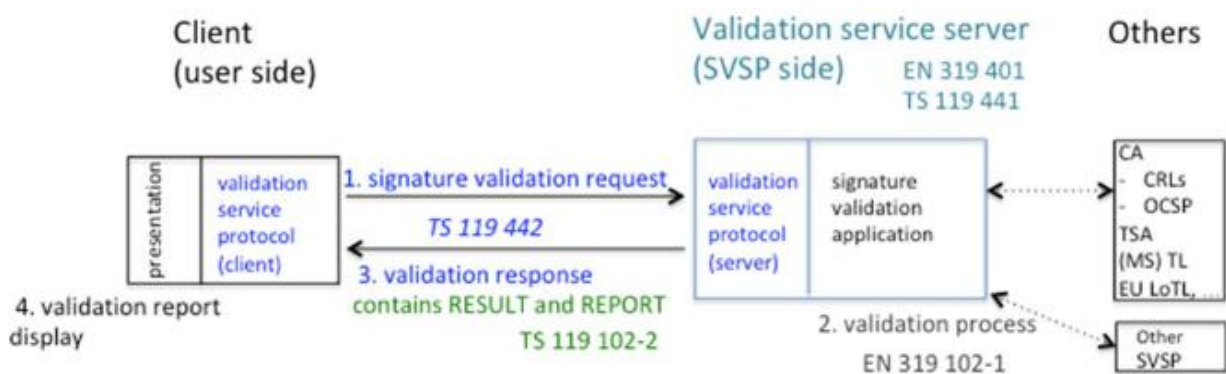 Client
(user side)
Validation service server
(SVSP side)
EN 319 401
TS 119 441
Others
presentation
validation
service
protocol
(client)
1. signature validation request
TS 119 442
3. validation response
contains RESULT and REPORT
TS 119 102-2
4. validation report
display
validation
service
protocol
(server)
signature
validation
application
2. validation process
EN 319 102-1
CA
- CRLs
- OCSP
TSA
(MS) TL
EU LoTL, ...
Other
SVSP